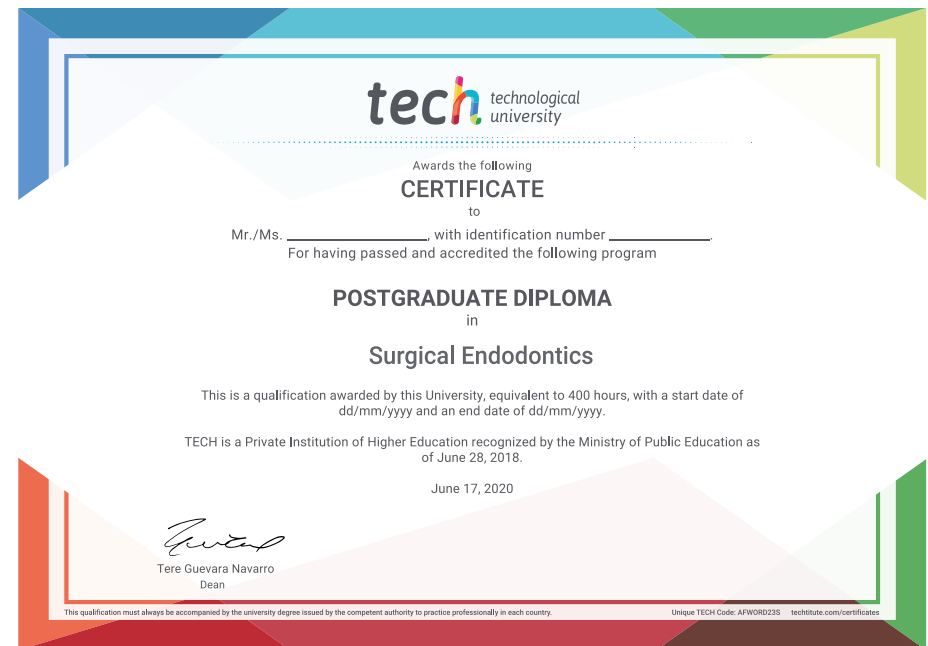 tech technological
university
Awards the following
CERTIFICATE
to
Mr./Ms. ____________________, with identification number ______________.
For having passed and accredited the following program
POSTGRADUATE DIPLOMA
in
Surgical Endodontics
This is a qualification awarded by this University, equivalent to 400 hours, with a start date of
dd/mm/yyyy and an end date of dd/mm/yyyy.
TECH is a Private Institution of Higher Education recognized by the Ministry of Public Education as
of June 28, 2018.
June 17, 2020
Tere Guevara Navarro
Dean
This qualification must always be accompanied by the university degree issued by the competent authority to practice professionally in each country. Unique TECH Code: AFWORD23S techtitute.com/certificates